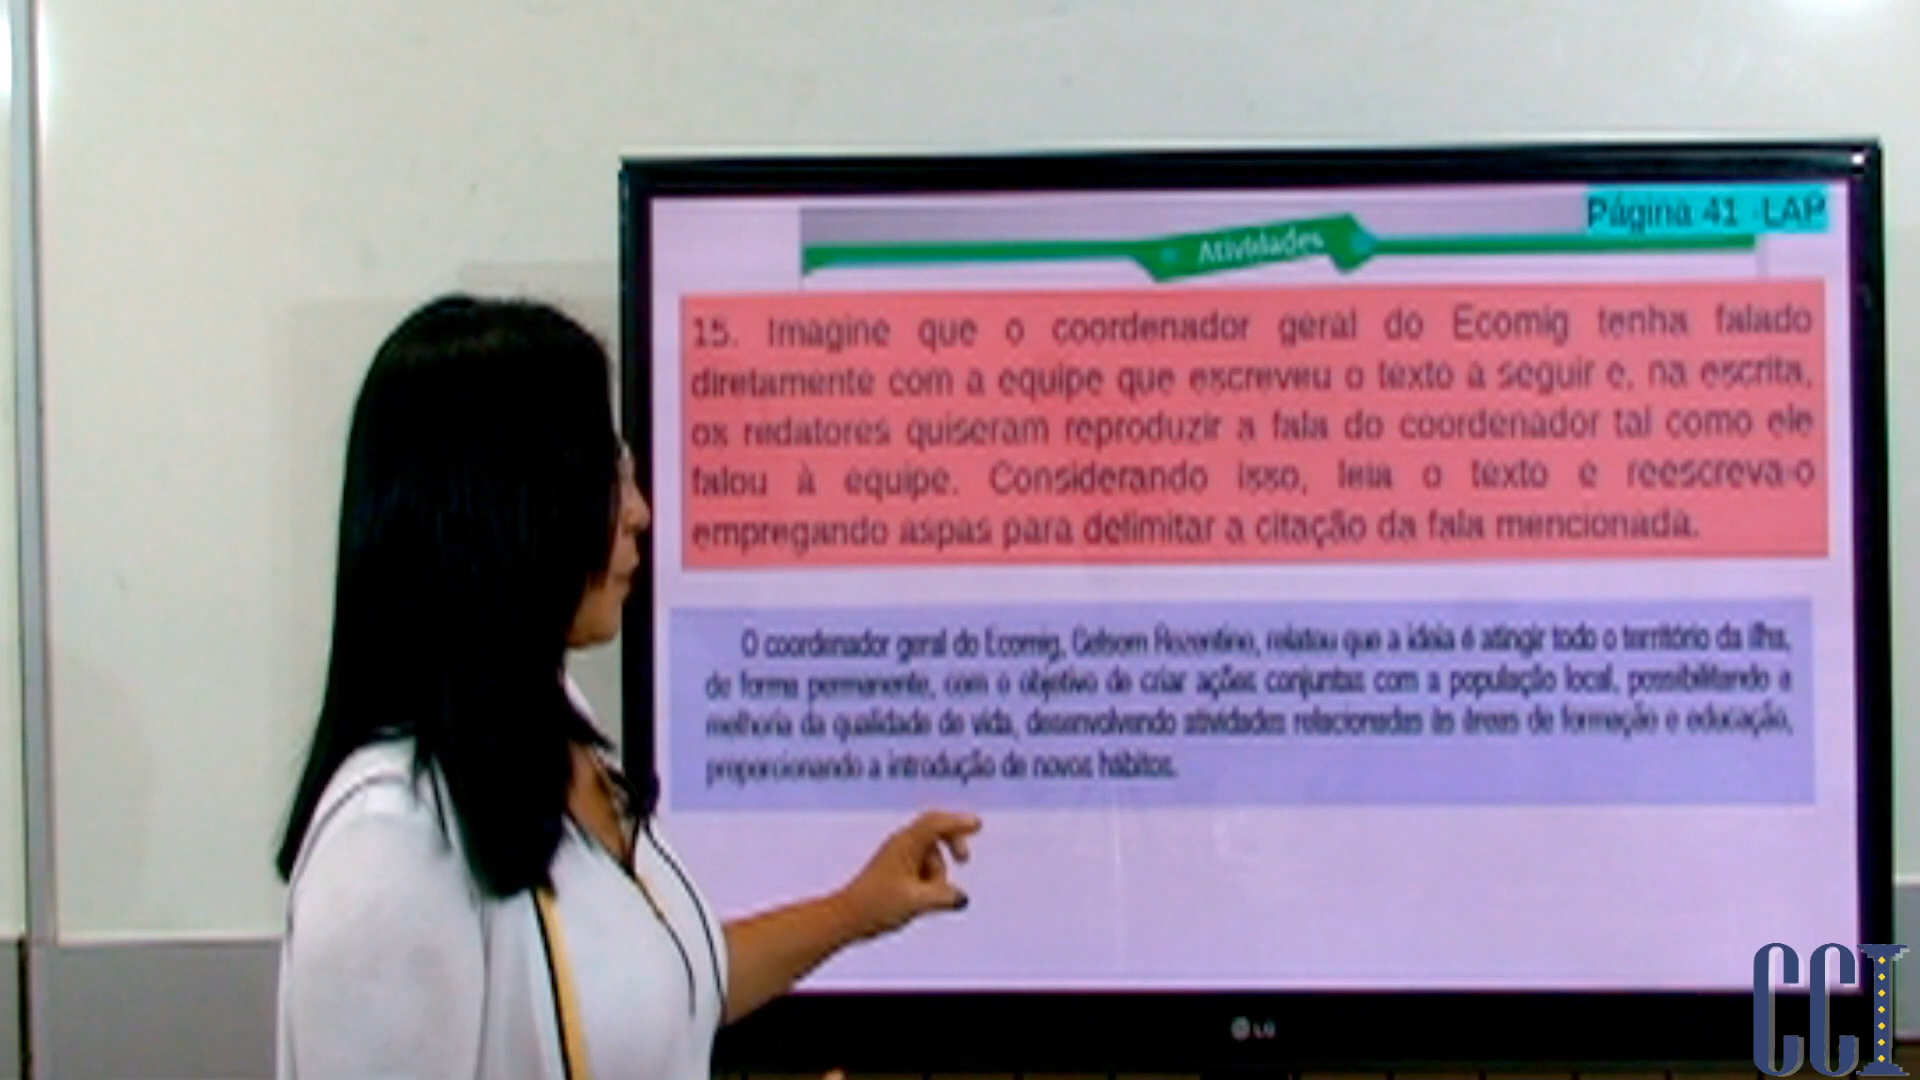 Página 41 -LAP
Atividades
15. Imagine que o coordenador geral do Ecomig tenha falado
diretamente com a equipe que escreveu o texto a seguir e, na escrita,
os redatores quiseram reproduzir a fala do coordenador tal como ele
falou à equipe. Considerando isso, leia o texto e reescreva-o
empregando aspas para delimitar a citação da fala mencionada.
O coordenador geral do Ecomig, Gelsom Rozentino, relatou que a ideia é atingir todo o território da ilha,
de forma permanente, com o objetivo de criar ações conjuntas com a população local, possibilitando a
melhoria da qualidade de vida, desenvolvendo atividades relacionadas às áreas de formação e educação,
proporcionando a introdução de novos hábitos.
LG
CCI